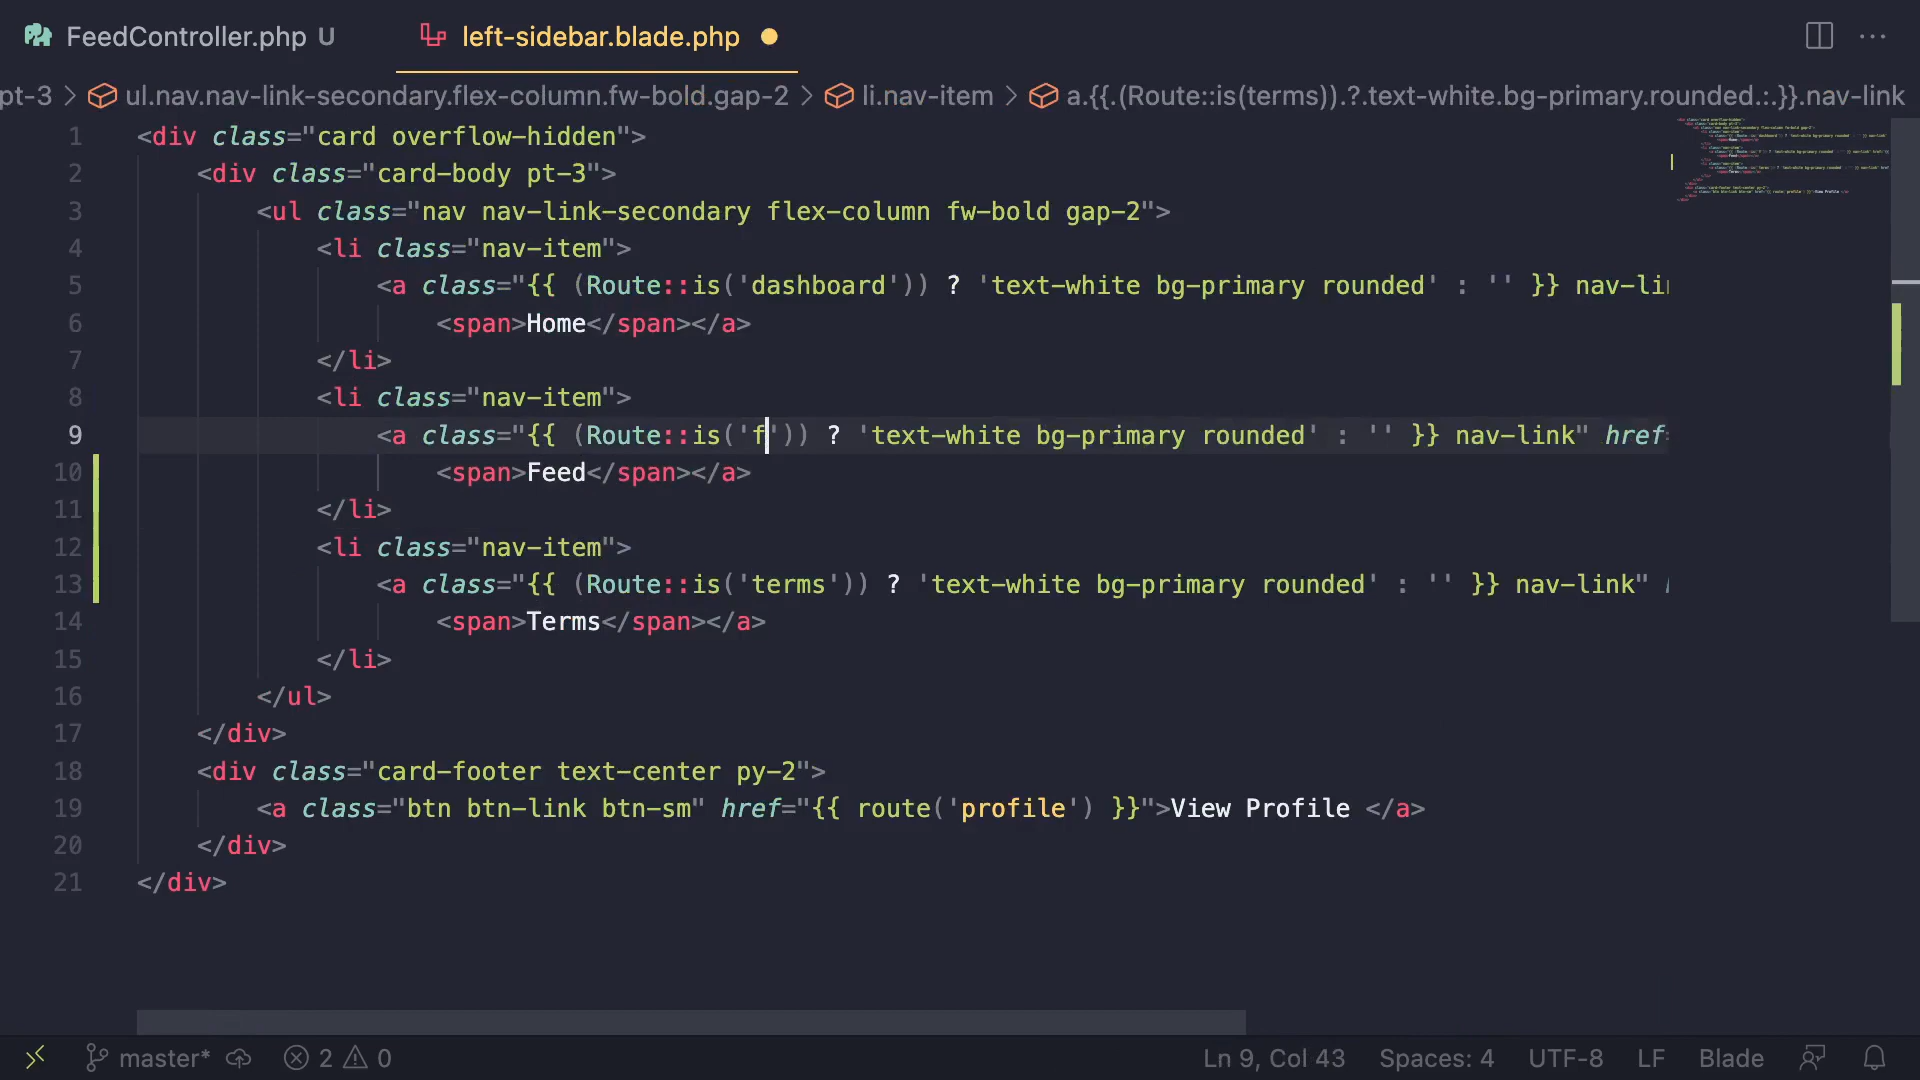 FeedController.php U
left-sidebar.blade.php
pt-3 > ul.nav.nav-link-secondary.flex-column.fw-bold.gap-2 > li.nav-item > a.{{.(Route::is(terms)).?.text-white.bg-primary.rounded.:.}}.nav-link
1 <div class="card overflow-hidden">
2 <div class="card-body pt-3">
3 <ul class="nav nav-link-secondary flex-column fw-bold gap-2">
4 <li class="nav-item">
5 <a class="{{ (Route::is('dashboard')) ? 'text-white bg-primary rounded' : '' }} nav-lin
6 <span>Home</span></a>
7 </li>
8 <li class="nav-item">
9 <a class="{{ (Route::is('f')) ? 'text-white bg-primary rounded' : '' }} nav-link" href=
10 <span>Feed</span></a>
11 </li>
12 <li class="nav-item">
13 <a class="{{ (Route::is('terms')) ? 'text-white bg-primary rounded' : '' }} nav-link"
14 <span>Terms</span></a>
15 </li>
16 </ul>
17 </div>
18 <div class="card-footer text-center py-2">
19 <a class="btn btn-link btn-sm" href="{{ route('profile') }}">View Profile </a>
20 </div>
21 </div>
master* 2 0 Ln 9, Col 43 Spaces: 4 UTF-8 LF Blade